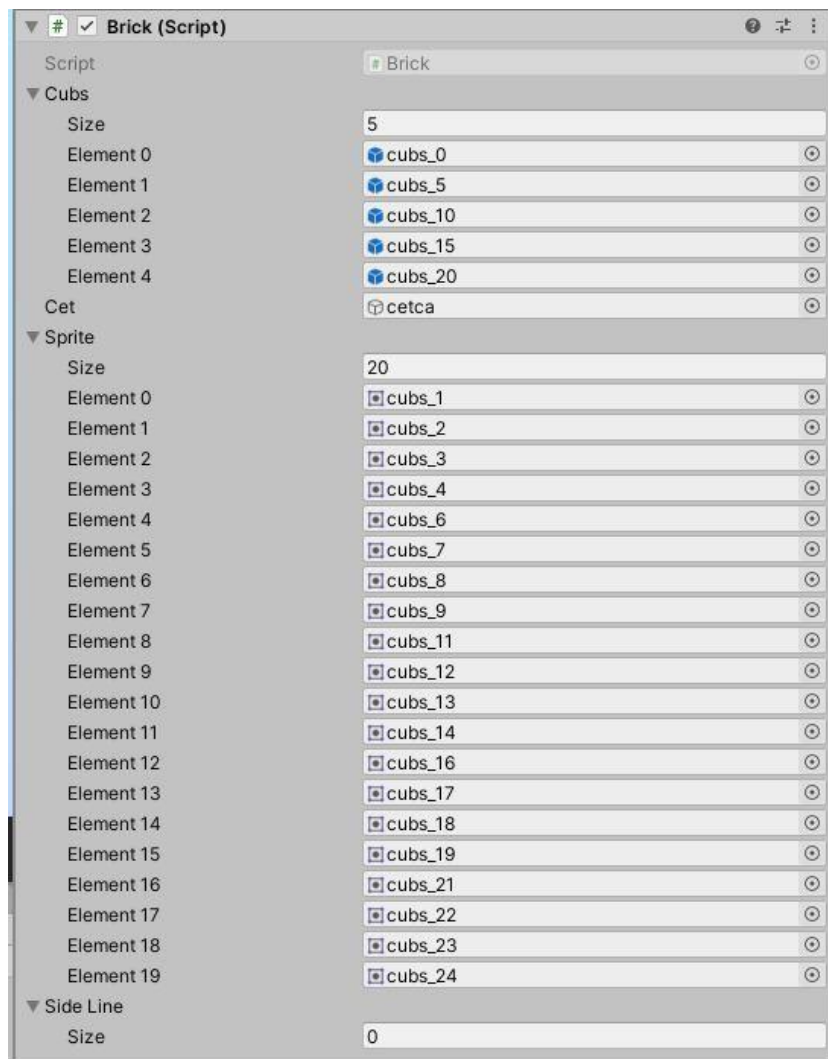 Brick (Script)
Script Brick
Cubs
Size 5
Element 0 cubs_0
Element 1 cubs_5
Element 2 cubs_10
Element 3 cubs_15
Element 4 cubs_20
Cet cetca
Sprite
Size 20
Element 0 cubs_1
Element 1 cubs_2
Element 2 cubs_3
Element 3 cubs_4
Element 4 cubs_6
Element 5 cubs_7
Element 6 cubs_8
Element 7 cubs_9
Element 8 cubs_11
Element 9 cubs_12
Element 10 cubs_13
Element 11 cubs_14
Element 12 cubs_16
Element 13 cubs_17
Element 14 cubs_18
Element 15 cubs_19
Element 16 cubs_21
Element 17 cubs_22
Element 18 cubs_23
Element 19 cubs_24
Side Line
Size 0